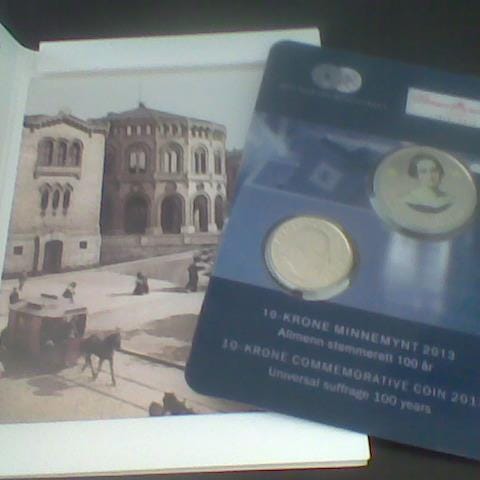 10-KRONE MINNEMYNT 2013
Allmenn stemmerett 100 år
10-KRONE COMMEMORATIVE COIN 2013
Universal suffrage 100 years